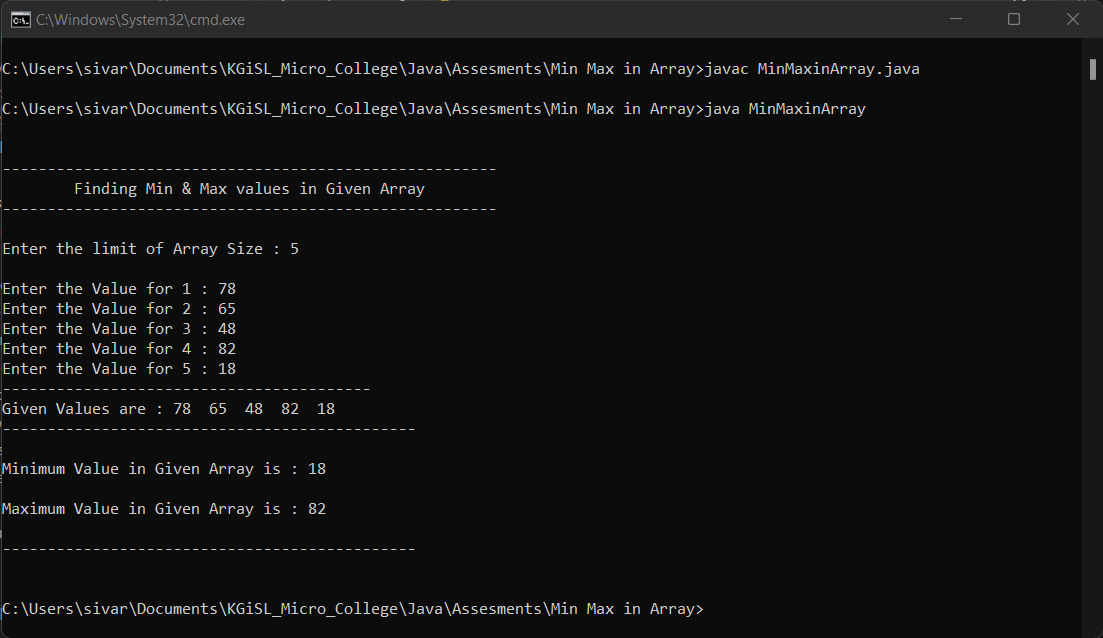 C:\Windows\System32\cmd.exe
C:\Users\sivar\Documents\KGiSL_Micro_College\Java\Assesments\Min Max in Array>javac MinMaxinArray.java
C:\Users\sivar\Documents\KGiSL_Micro_College\Java\Assesments\Min Max in Array>java MinMaxinArray
-------------------------------------------------------
Finding Min & Max values in Given Array
-------------------------------------------------------
Enter the limit of Array Size : 5
Enter the Value for 1 : 78
Enter the Value for 2 : 65
Enter the Value for 3 : 48
Enter the Value for 4 : 82
Enter the Value for 5 : 18
-----------------------------------------
Given Values are : 78  65  48  82  18
----------------------------------------------
Minimum Value in Given Array is : 18
Maximum Value in Given Array is : 82
----------------------------------------------
C:\Users\sivar\Documents\KGiSL_Micro_College\Java\Assesments\Min Max in Array>